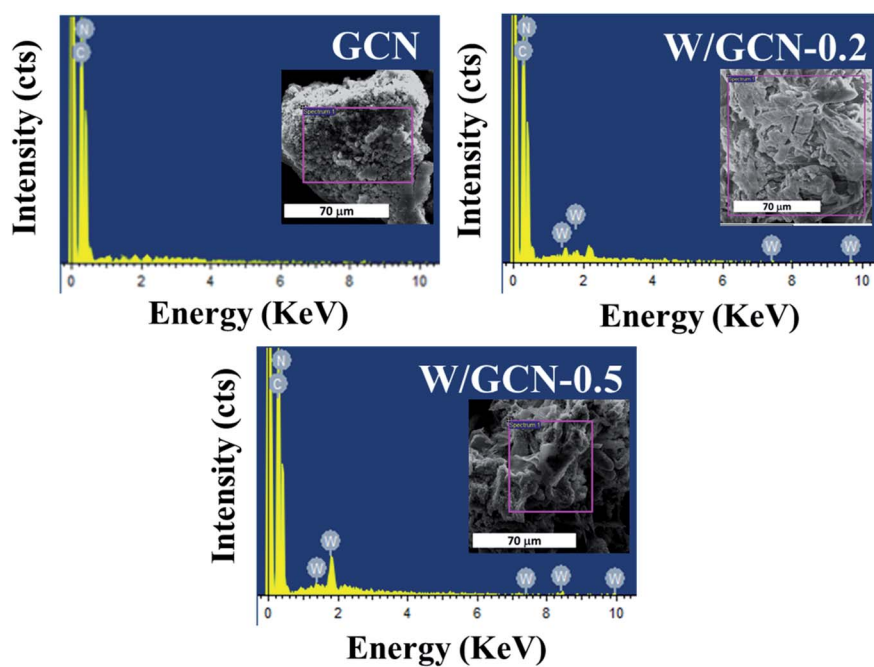 GCN
N
C
Spectrum 1
70 μm
Intensity (cts)
0 2 4 6 8 10
Energy (KeV)
W/GCN-0.2
N
C
Spectrum 1
70 μm
W
W
W
W
Intensity (cts)
0 2 4 6 8 10
Energy (KeV)
W/GCN-0.5
N
C
Spectrum 1
70 μm
W
W
W
W
W
Intensity (cts)
0 2 4 6 8 10
Energy (KeV)